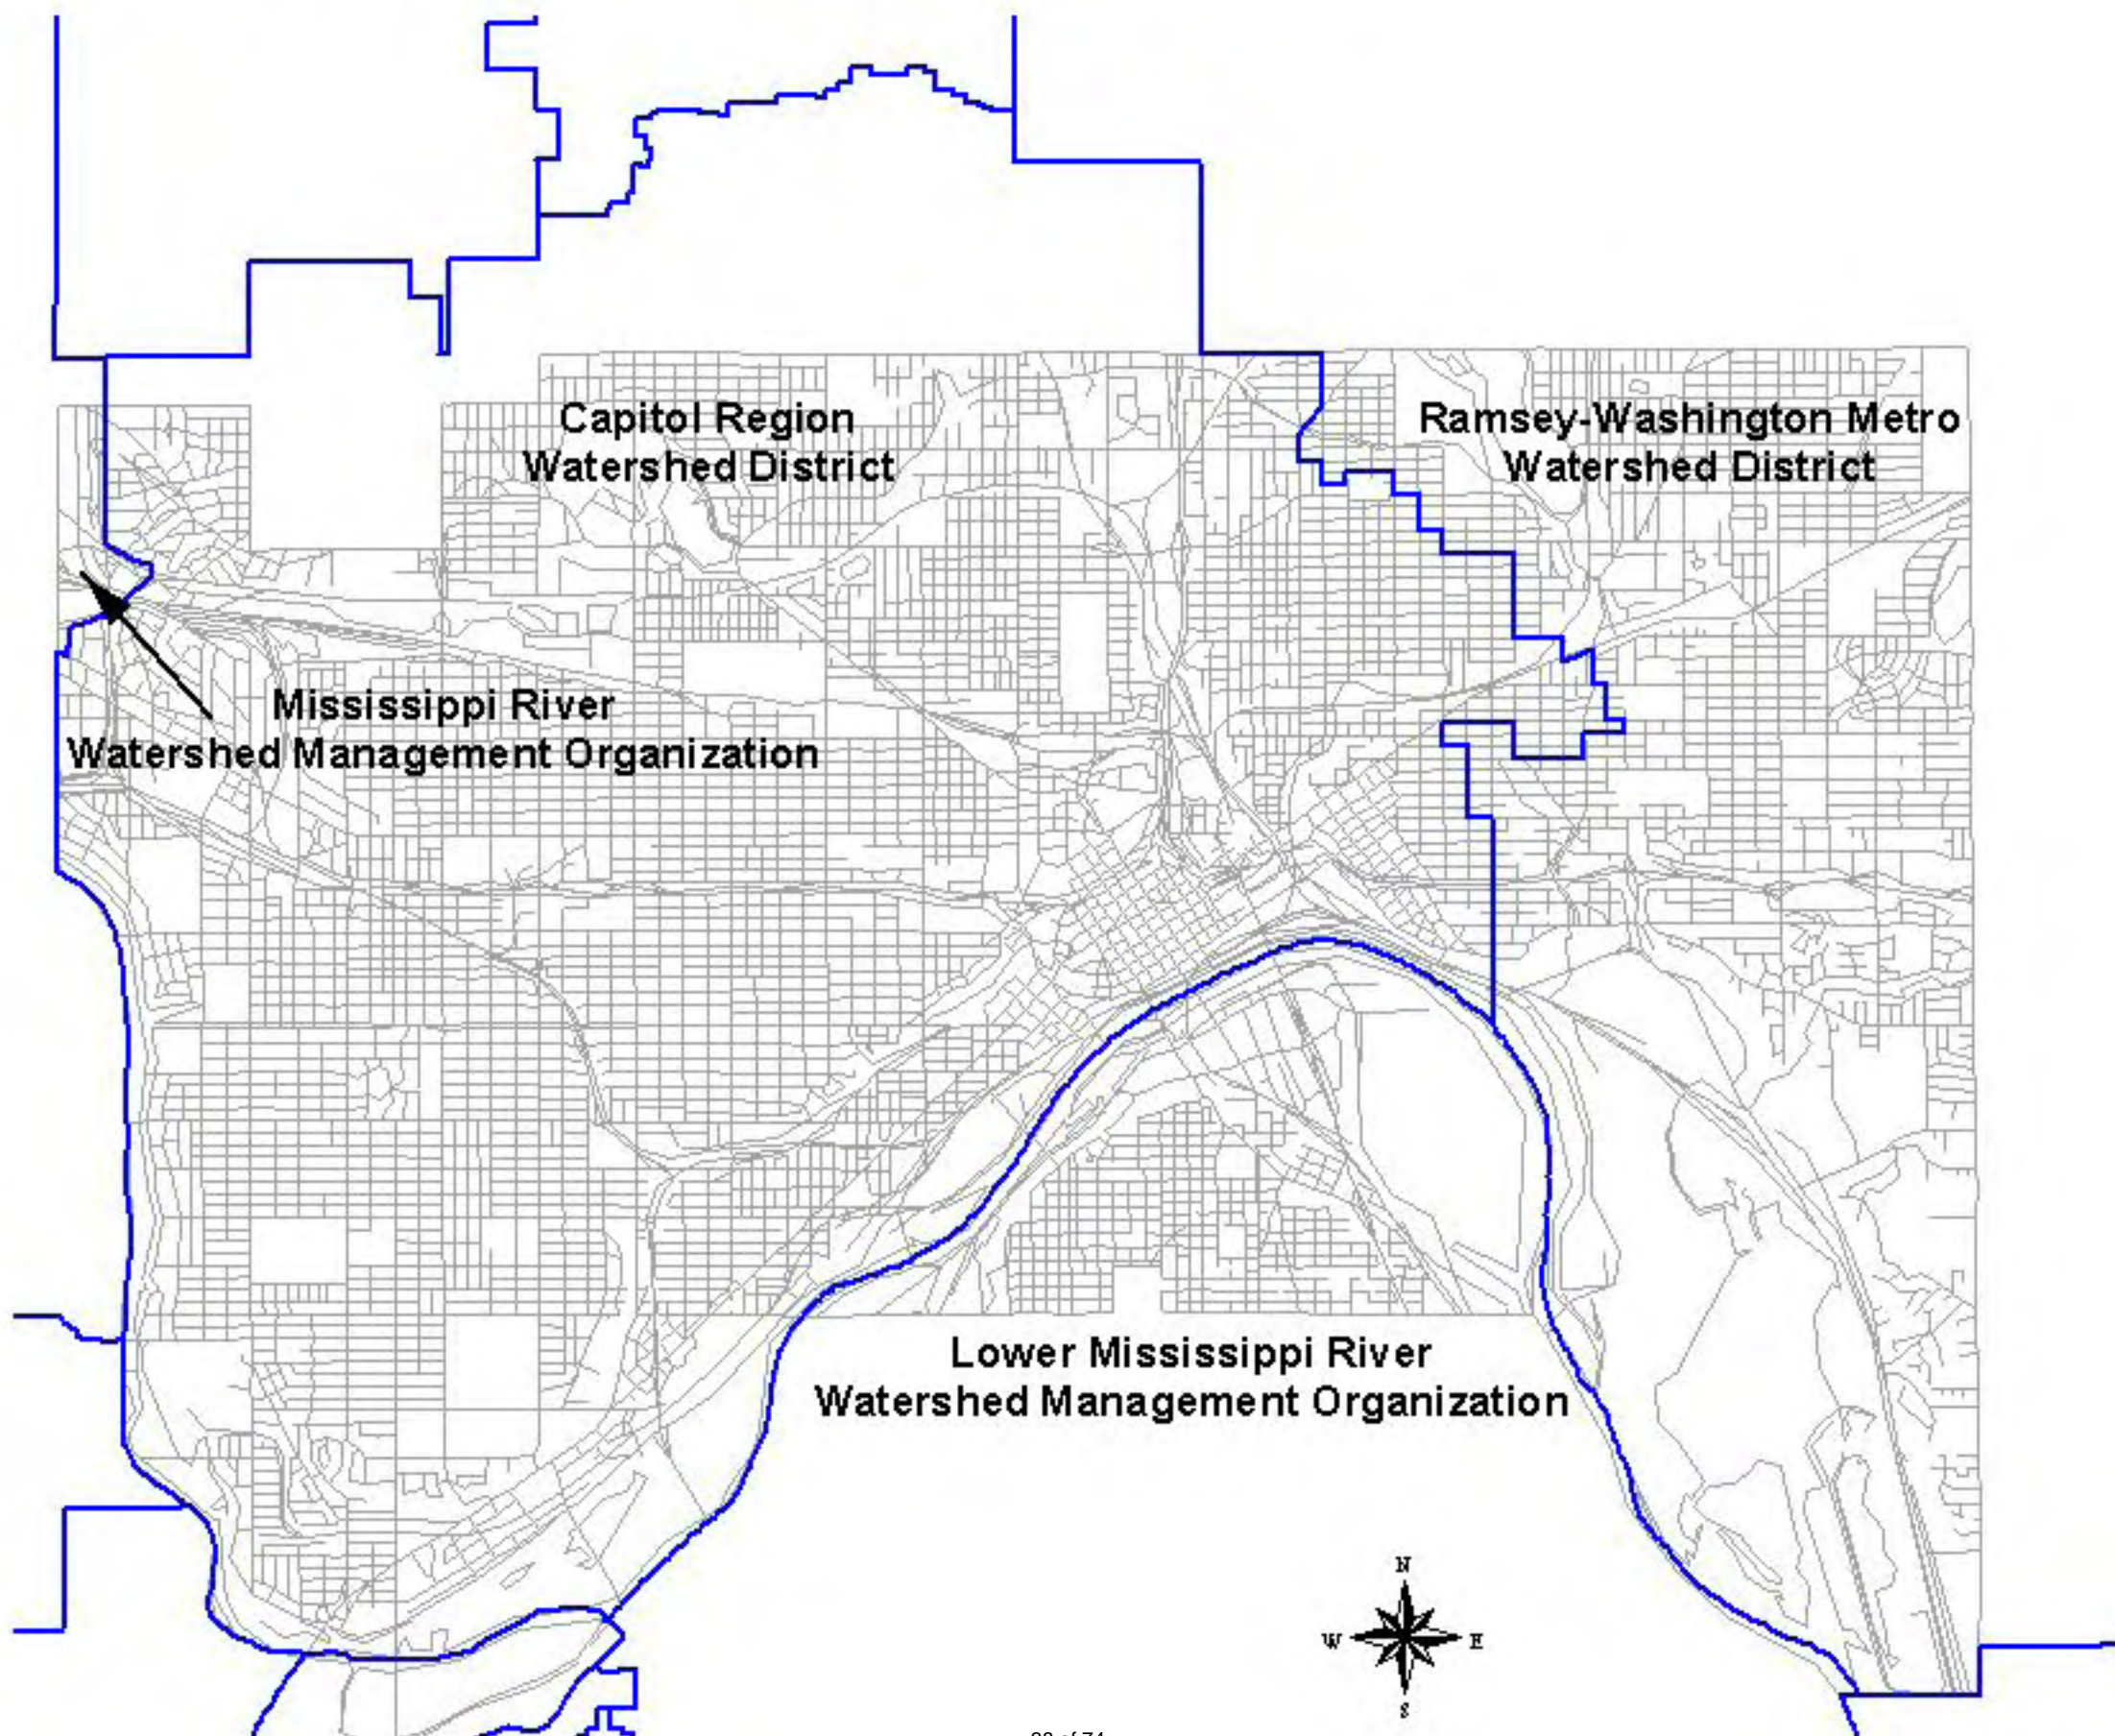 Capitol Region
Watershed District
Ramsey-Washington Metro
Watershed District
Mississippi River
Watershed Management Organization
Lower Mississippi River
Watershed Management Organization
N
W E
S